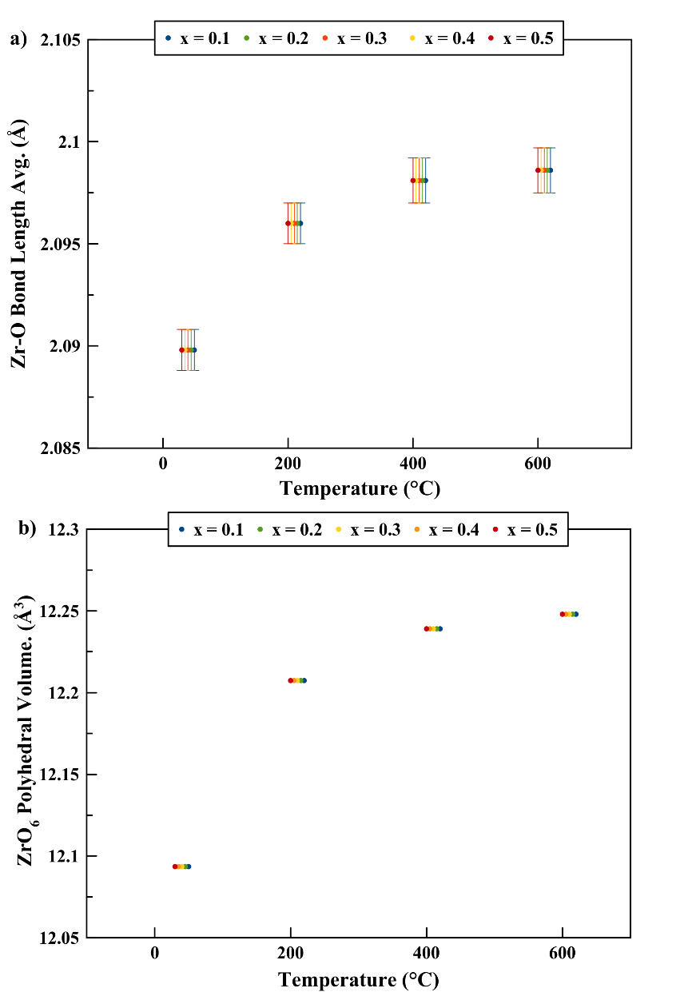 a)
x = 0.1 x = 0.2 x = 0.3 x = 0.4 x = 0.5
2.105
2.1
2.095
2.09
2.085
Zr-O Bond Length Avg. (Å)
0 200 400 600
Temperature (°C)
b)
x = 0.1 x = 0.2 x = 0.3 x = 0.4 x = 0.5
12.3
12.25
12.2
12.15
12.1
12.05
ZrO6 Polyhedral Volume. (Å3)
0 200 400 600
Temperature (°C)